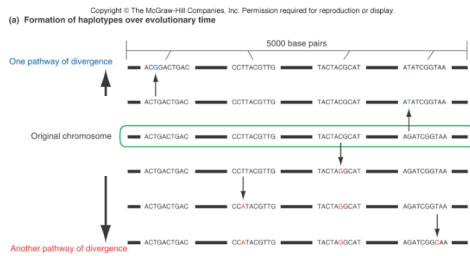 Copyright © The McGraw-Hill Companies, Inc. Permission required for reproduction or display.
(a) Formation of haplotypes over evolutionary time
5000 base pairs
One pathway of divergence ACGGACTGAC CCTTACGTTG TACTACGCAT ATATCGGTAA
ACTGACTGAC CCTTACGTTG TACTACGCAT ATATCGGTAA
Original chromosome ACTGACTGAC CCTTACGTTG TACTACGCAT AGATCGGTAA
ACTGACTGAC CCTTACGTTG TACTAGGCAT AGATCGGTAA
ACTGACTGAC CCATACGTTG TACTAGGCAT AGATCGGTAA
Another pathway of divergence ACTGACTGAC CCATACGTTG TACTAGGCAT AGATCGGCAA